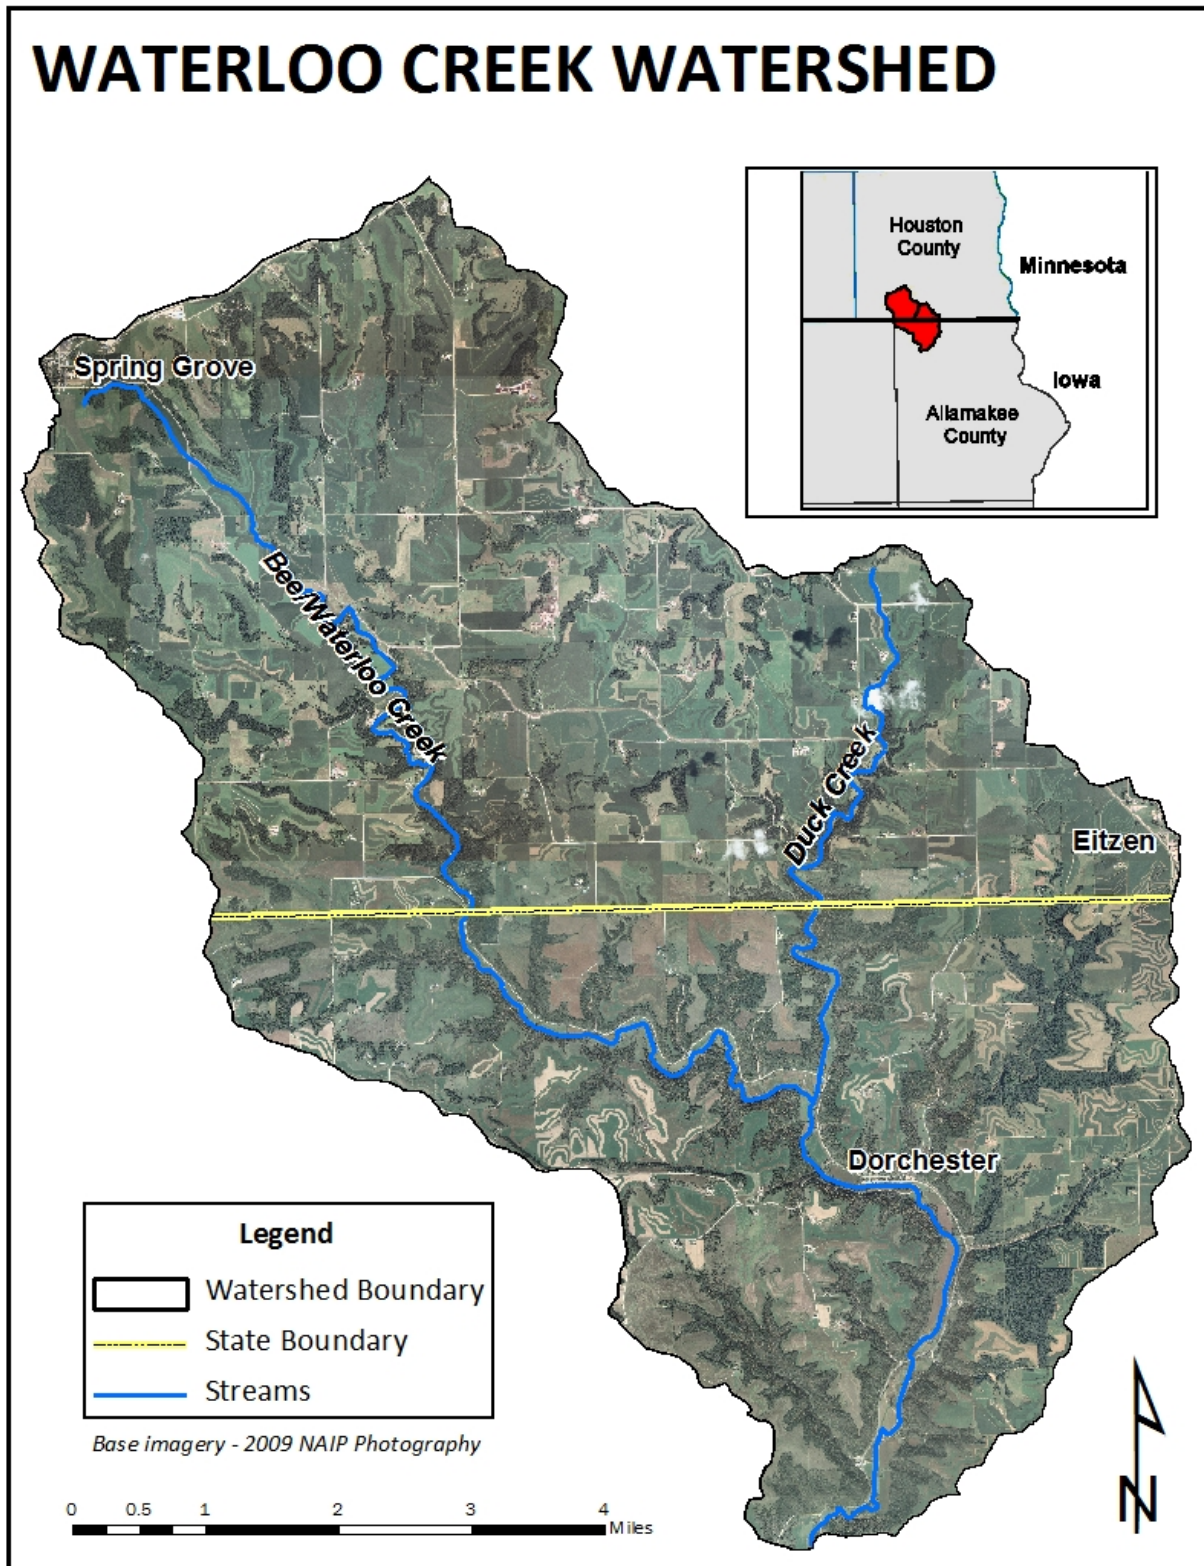 WATERLOO CREEK WATERSHED
Houston
County
Minnesota
Iowa
Allamakee
County
Spring Grove
Bee/Waterloo Creek
Duck Creek
Eitzen
Dorchester
Legend
Watershed Boundary
State Boundary
Streams
Base imagery - 2009 NAIP Photography
0 0.5 1 2 3 4
Miles
N